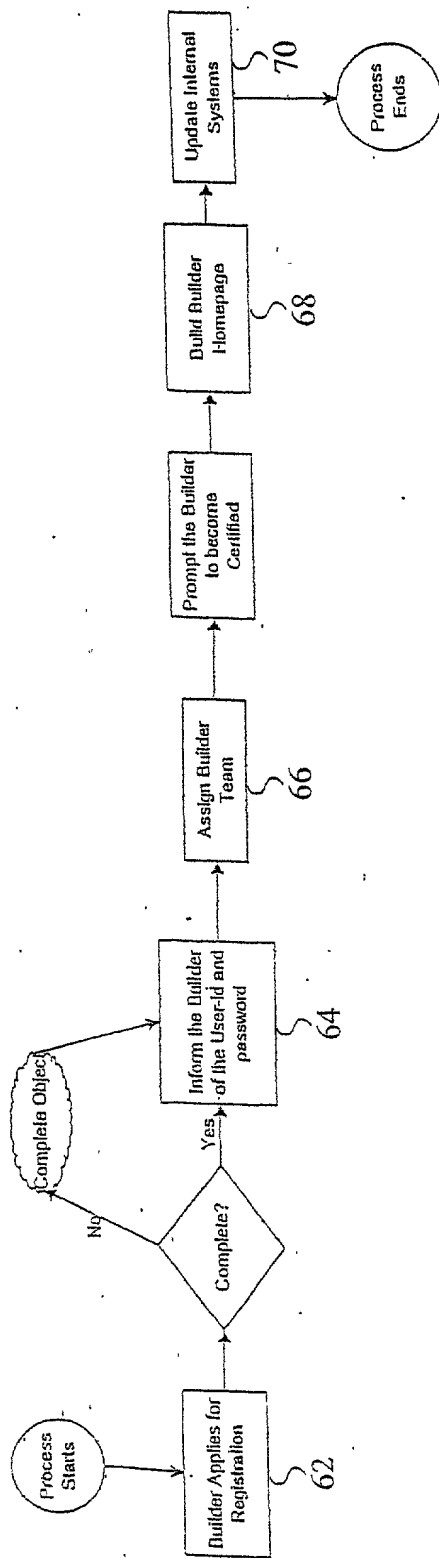 Process
Starts
Builder Applies for
Registration
62
Complete?
No
Complete Object
Yes
Inform the Builder
of the User-Id and
password
64
Assign Builder
Team
66
Prompt the Builder
to become
Certified
Build Builder
Homepage
68
Update Internal
Systems
70
Process
Ends